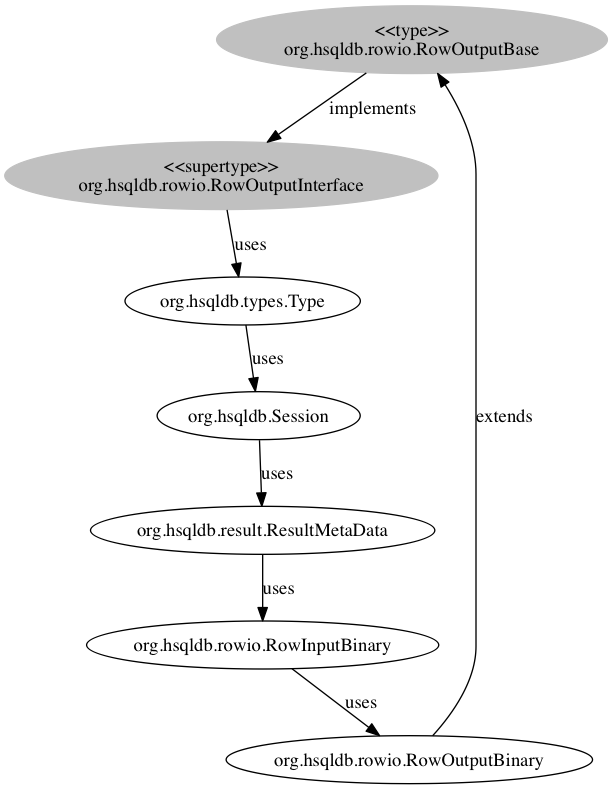 <<type>>
org.hsqldb.rowio.RowOutputBase
implements
<<supertype>>
org.hsqldb.rowio.RowOutputInterface
uses
org.hsqldb.types.Type
uses
org.hsqldb.Session
extends
uses
org.hsqldb.result.ResultMetaData
uses
org.hsqldb.rowio.RowInputBinary
uses
org.hsqldb.rowio.RowOutputBinary